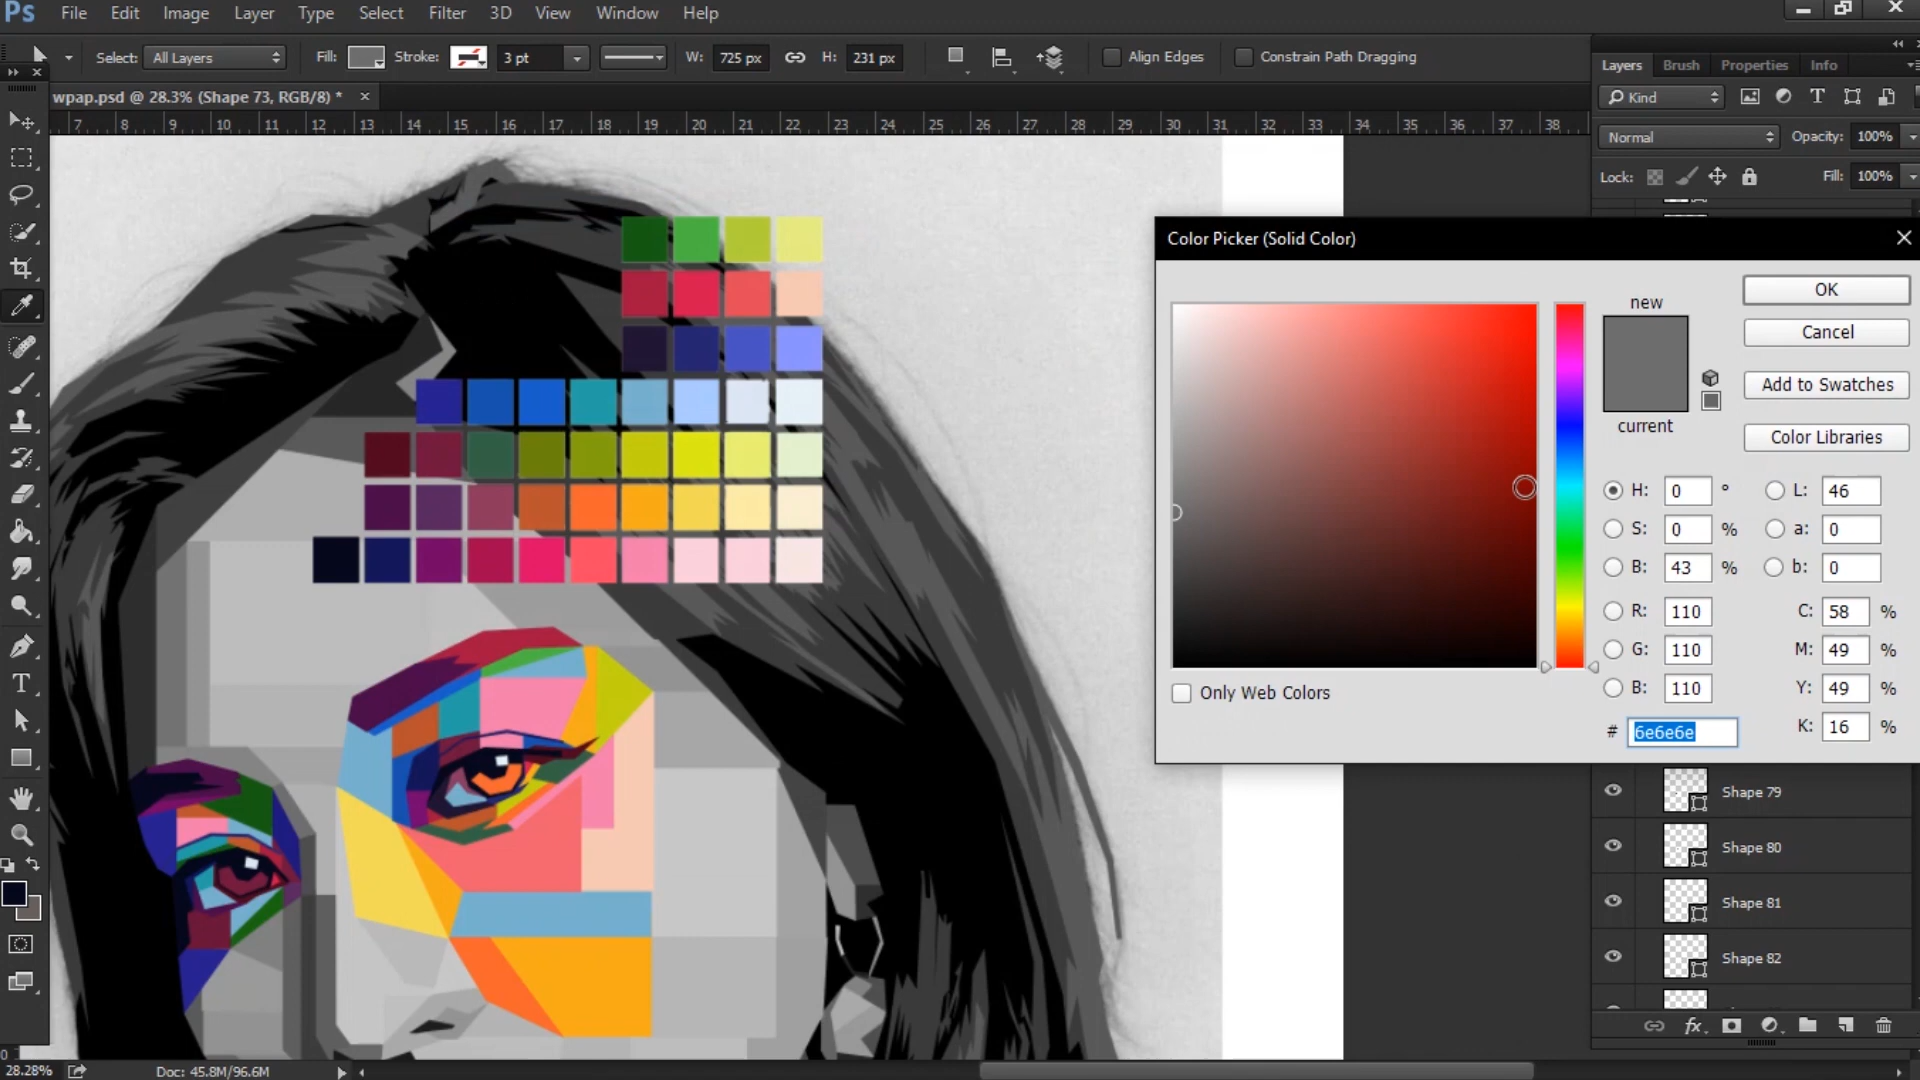 Ps File Edit Image Layer Type Select Filter 3D View Window Help
Select: All Layers Fill: Stroke: 3 pt W: 725 px H: 231 px Align Edges Constrain Path Dragging
wpap.psd @ 28.3% (Shape 73, RGB/8) * ×
7 8 9 10 11 12 13 14 15 16 17 18 19 20 21 22 23 24 25 26 27 28 29 30 31 32 33 34 35 36 37 38
Layers Brush Properties Info
Kind
Normal Opacity: 100%
Lock: Fill: 100%
Color Picker (Solid Color)
new
current
OK
Cancel
Add to Swatches
Color Libraries
H: 0 ° L: 46
S: 0 % a: 0
B: 43 % b: 0
R: 110 C: 58 %
G: 110 M: 49 %
B: 110 Y: 49 %
# 6e6e6e K: 16 %
Only Web Colors
Shape 79
Shape 80
Shape 81
Shape 82
fx
T
0
28.28% Doc: 45.8M/96.6M